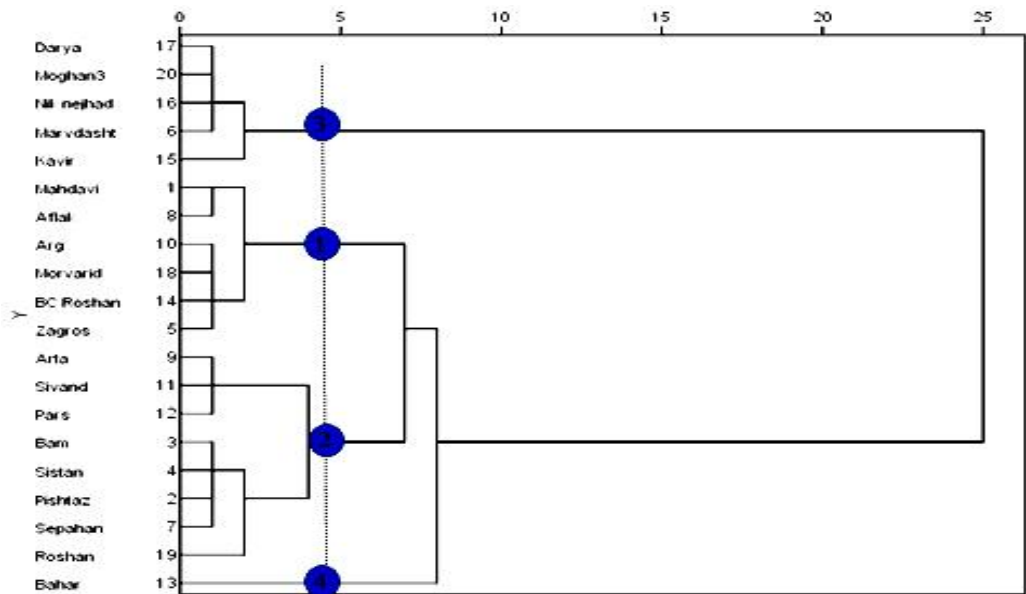 0 5 10 15 20 25
Darya 17
Moghan3 20
Nik nejhad 16
Marvdasht 6
Kavir 15
Mahdavi 1
Aflak 8
Arg 10
Morvarid 18
BC Roshan 14
Zagros 5
Arta 9
Sivand 11
Pars 12
Bam 3
Sistan 4
Pishtaz 2
Sepahan 7
Roshan 19
Bahar 13
Y
3
1
2
4